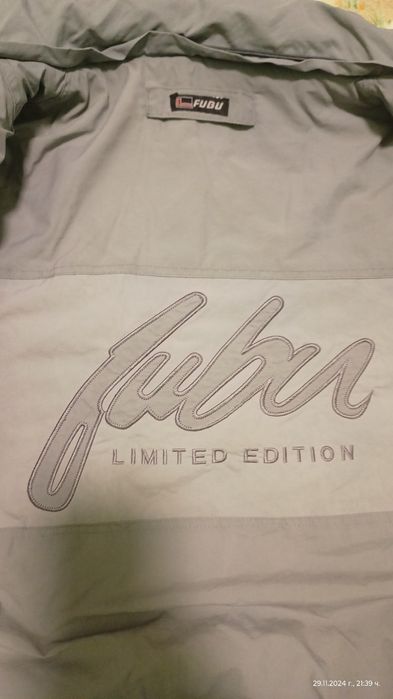 FUBU
fubu
LIMITED EDITION
29.11.2024 г., 21:39 ч.